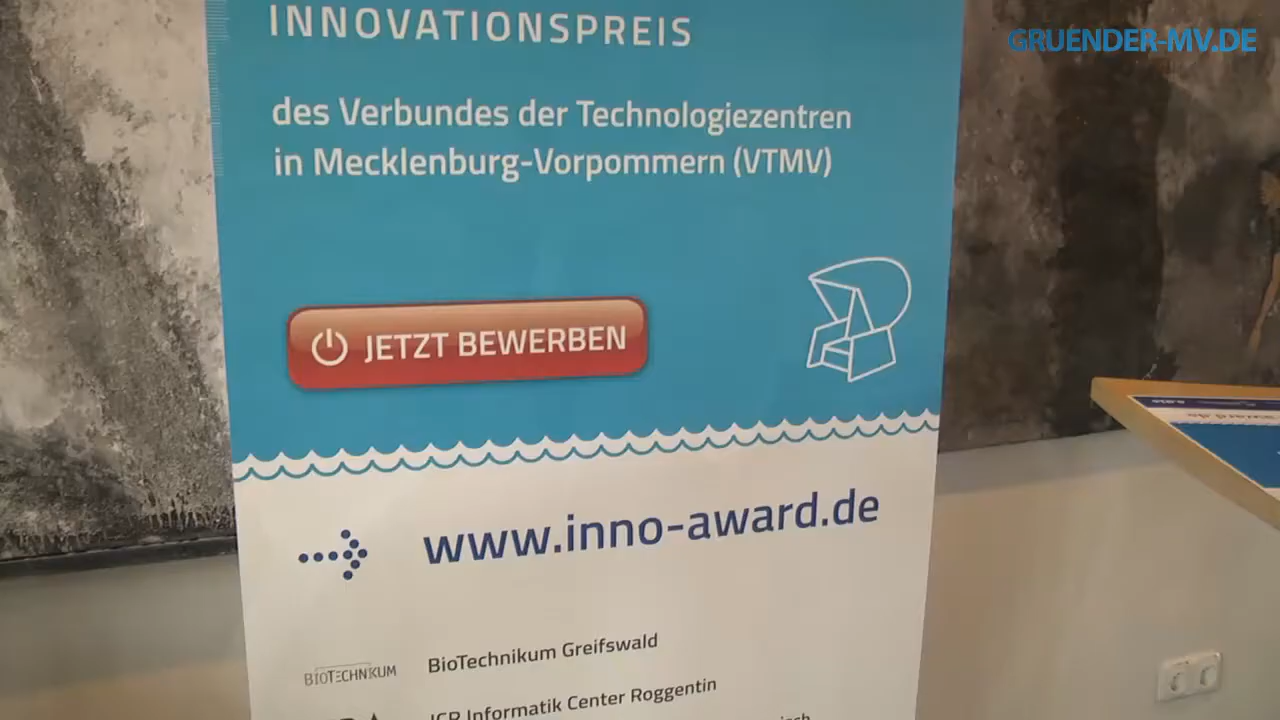 GRUENDER-MV.DE
INNOVATIONSPREIS
des Verbundes der Technologiezentren
in Mecklenburg-Vorpommern (VTMV)
JETZT BEWERBEN
www.inno-award.de
BIOTECHNIKUM
BioTechnikum Greifswald
ICR Informatik Center Roggentin